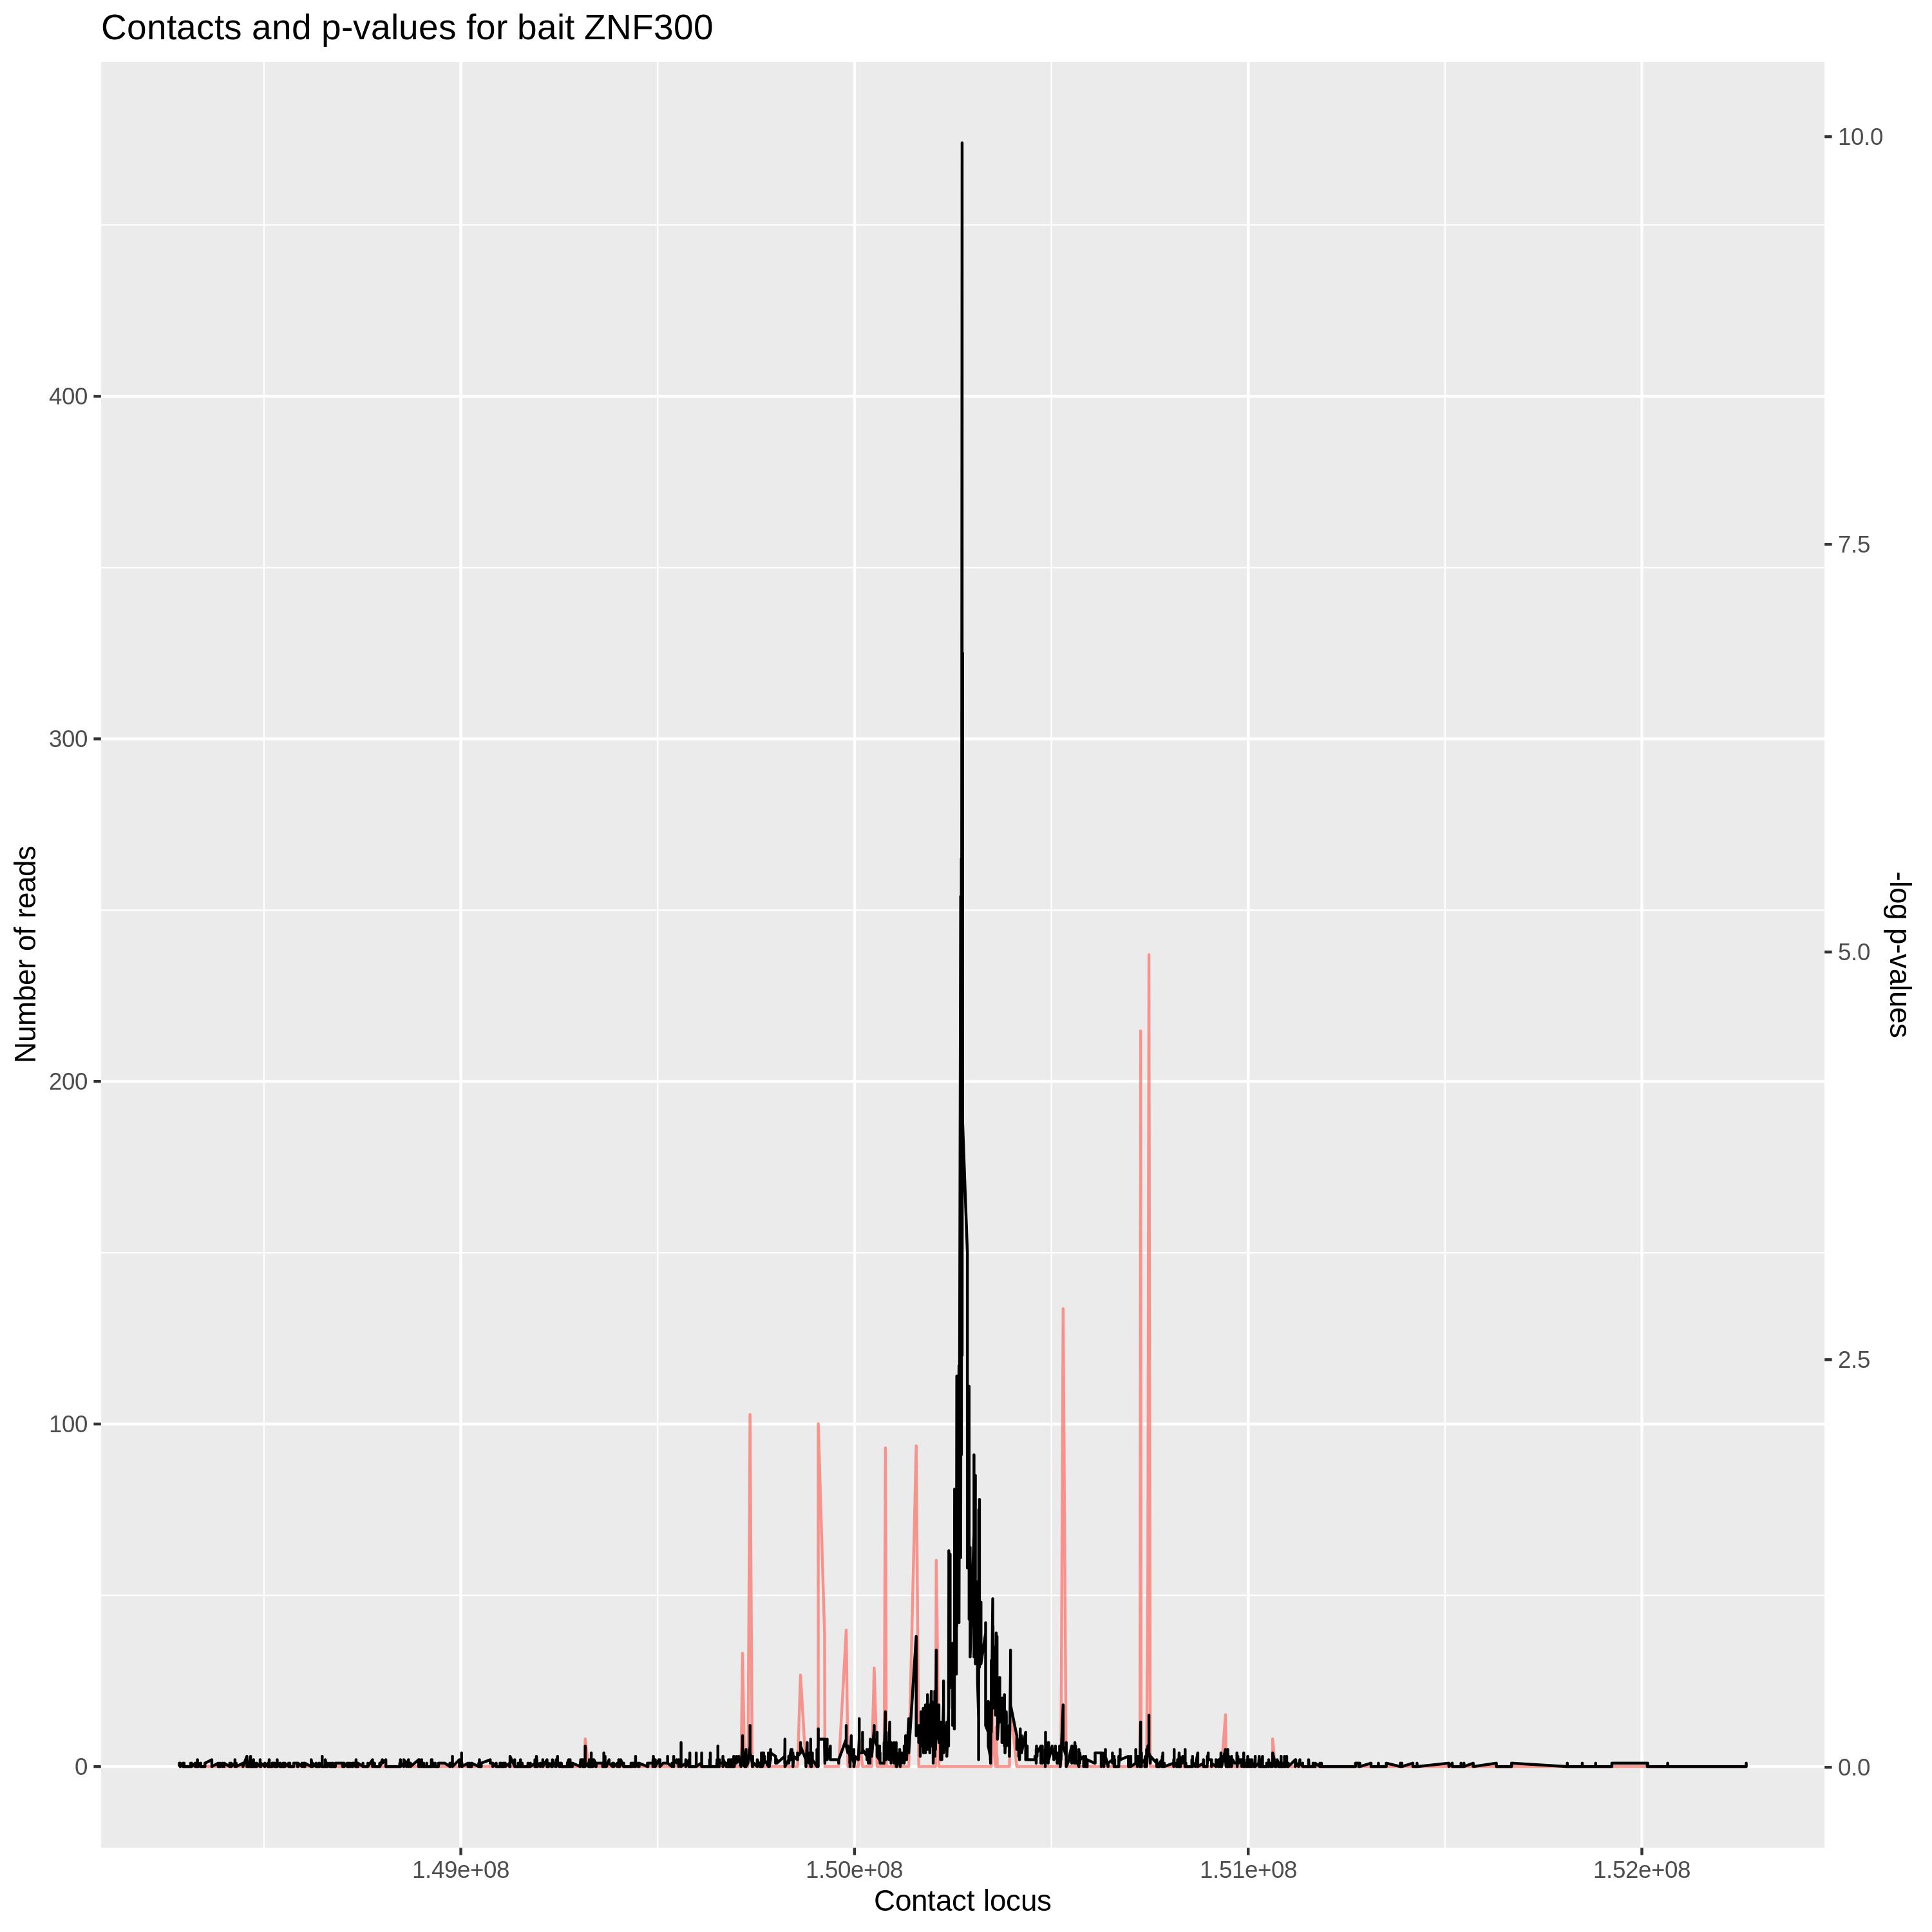 Contacts and p-values for bait ZNF300
Number of reads
400
300
200
100
0
10.0
7.5
5.0
2.5
0.0
-log p-values
1.49e+08
1.50e+08
1.51e+08
1.52e+08
Contact locus